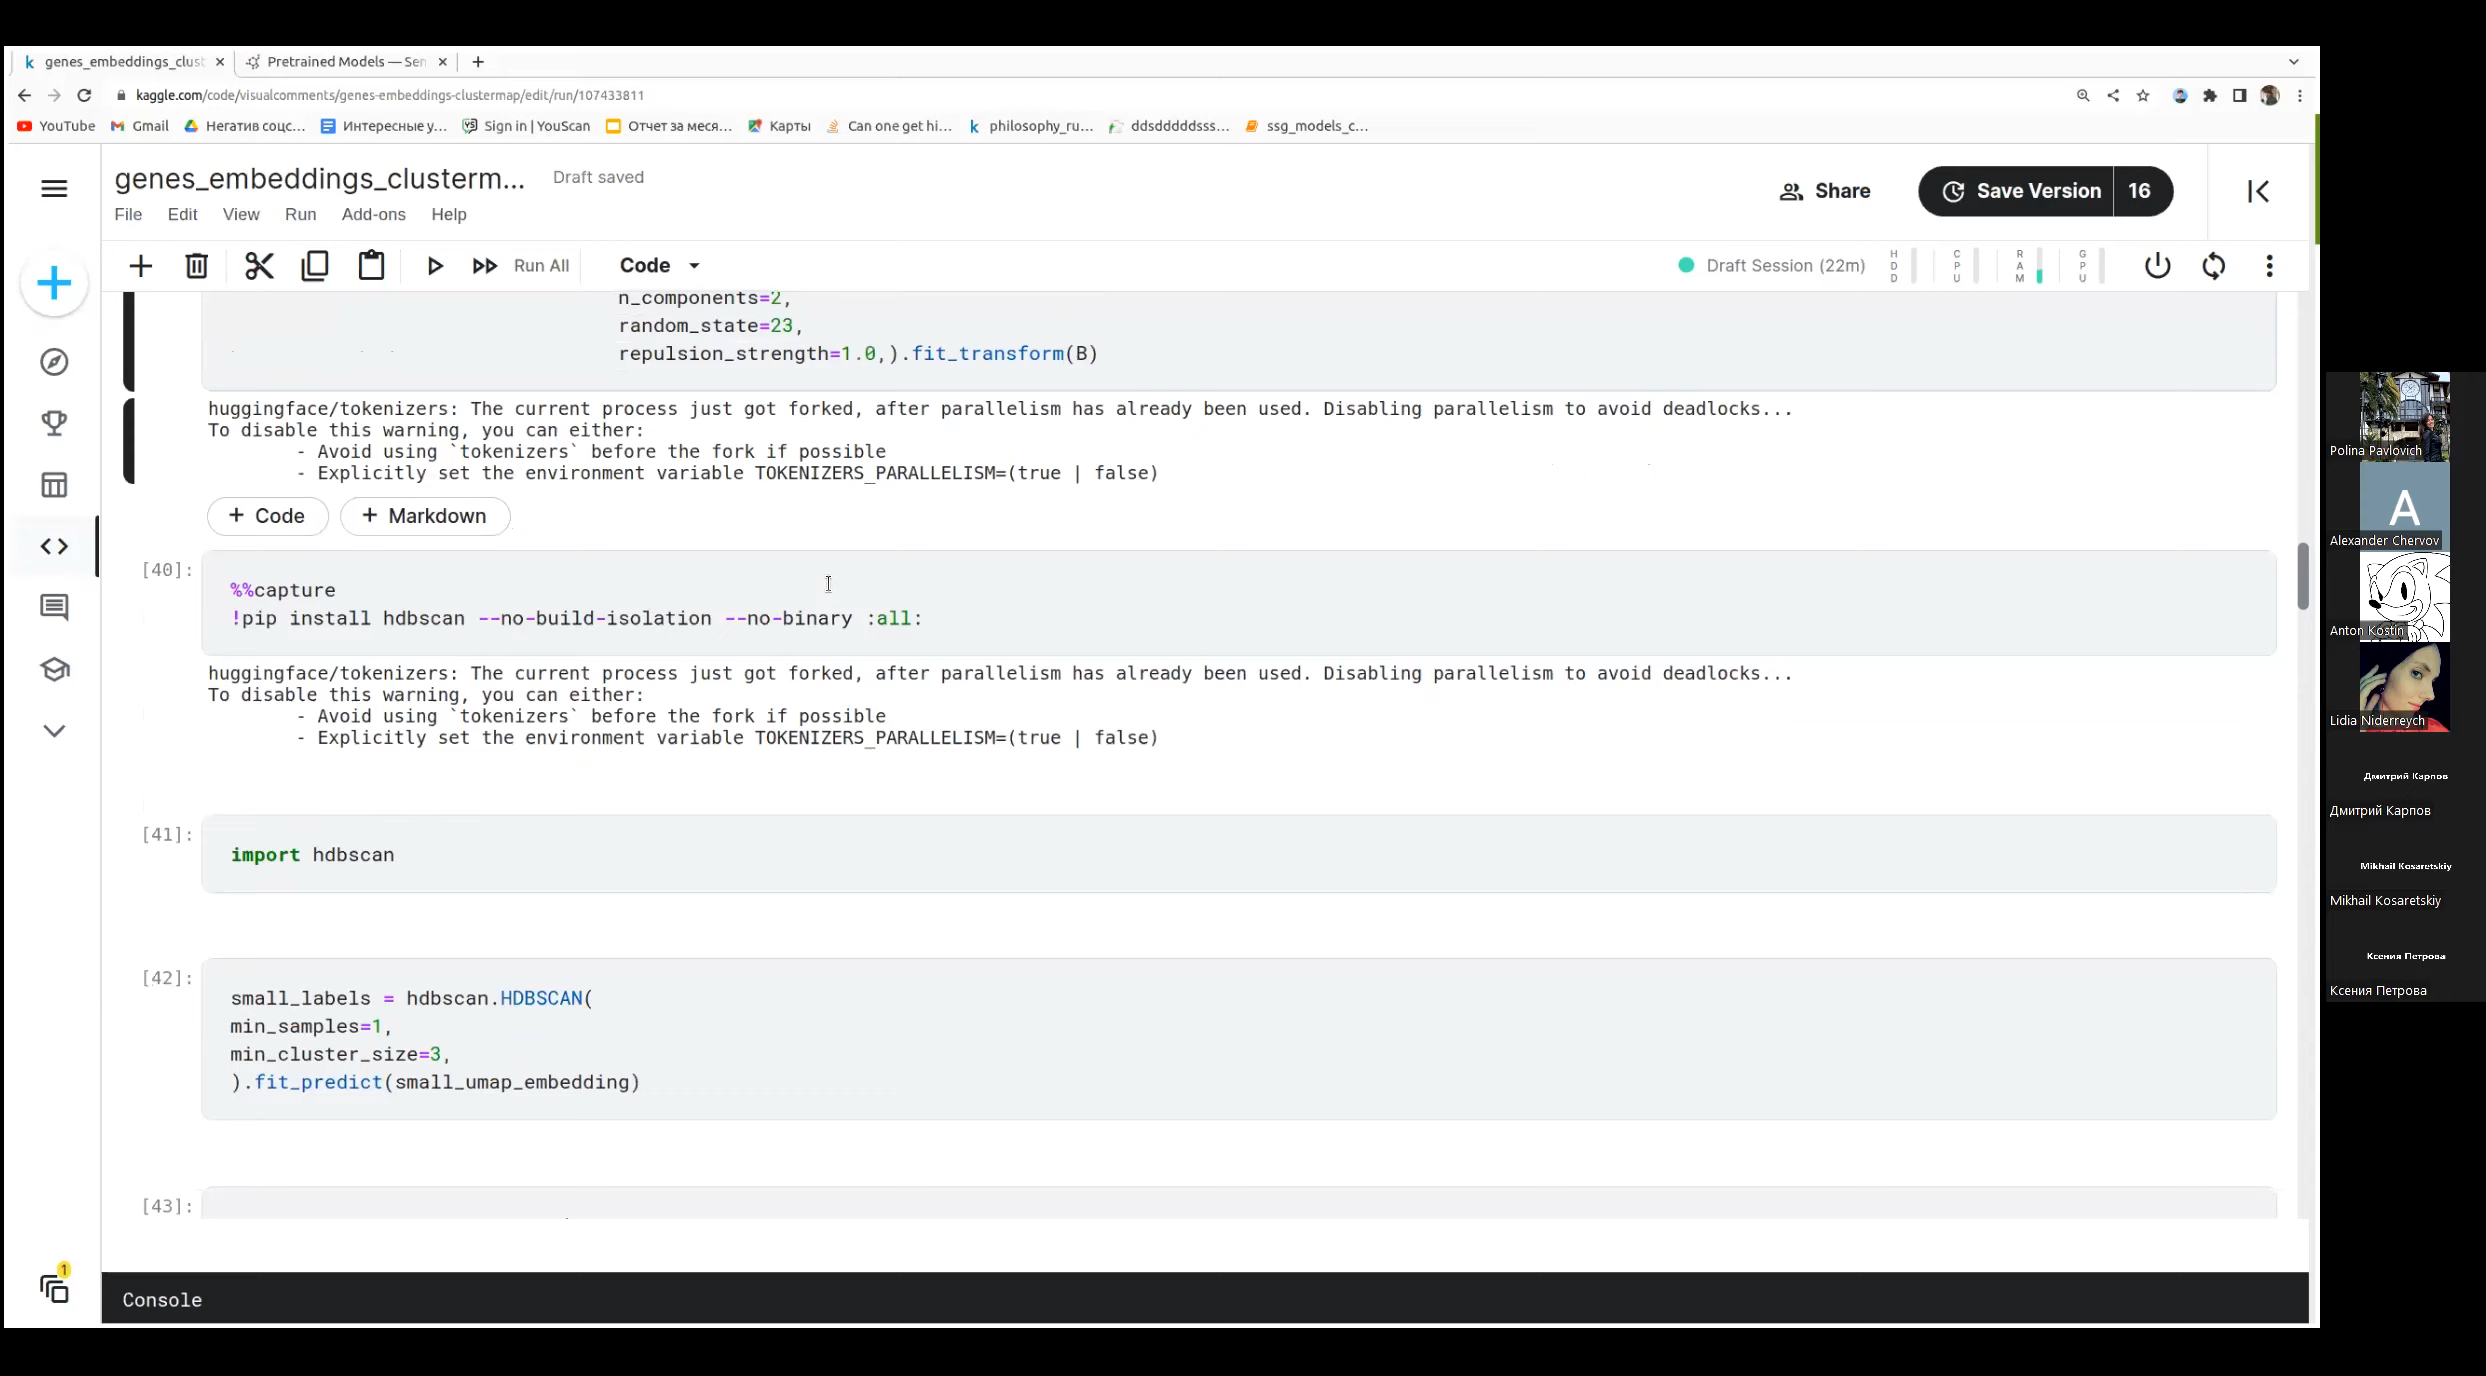 genes_embeddings_clust
Pretrained Models — Sen
kaggle.com/code/visualcomments/genes-embeddings-clustermap/edit/run/107433811
YouTube
Gmail
Негатив соцс...
Интересные у...
Sign in | YouScan
Отчет за меся...
Карты
Can one get hi...
philosophy_ru...
ddsdddddsss...
ssg_models_c...
genes_embeddings_clusterm...
Draft saved
Share
Save Version
16
File
Edit
View
Run
Add-ons
Help
Run All
Code
Draft Session (22m)
HDD
CPU
RAM
GPU
n_components=2,
random_state=23,
repulsion_strength=1.0,).fit_transform(B)
huggingface/tokenizers: The current process just got forked, after parallelism has already been used. Disabling parallelism to avoid deadlocks...
To disable this warning, you can either:
- Avoid using `tokenizers` before the fork if possible
- Explicitly set the environment variable TOKENIZERS_PARALLELISM=(true | false)
+ Code
+ Markdown
[40]:
%%capture
!pip install hdbscan --no-build-isolation --no-binary :all:
huggingface/tokenizers: The current process just got forked, after parallelism has already been used. Disabling parallelism to avoid deadlocks...
To disable this warning, you can either:
- Avoid using `tokenizers` before the fork if possible
- Explicitly set the environment variable TOKENIZERS_PARALLELISM=(true | false)
[41]:
import hdbscan
[42]:
small_labels = hdbscan.HDBSCAN(
min_samples=1,
min_cluster_size=3,
).fit_predict(small_umap_embedding)
[43]:
1
Console
Polina Pavlovich
A
Alexander Chervov
Anton Kostin
Lidia Niderreych
Дмитрий Карпов
Дмитрий Карпов
Mikhail Kosaretskiy
Mikhail Kosaretskiy
Ксения Петрова
Ксения Петрова